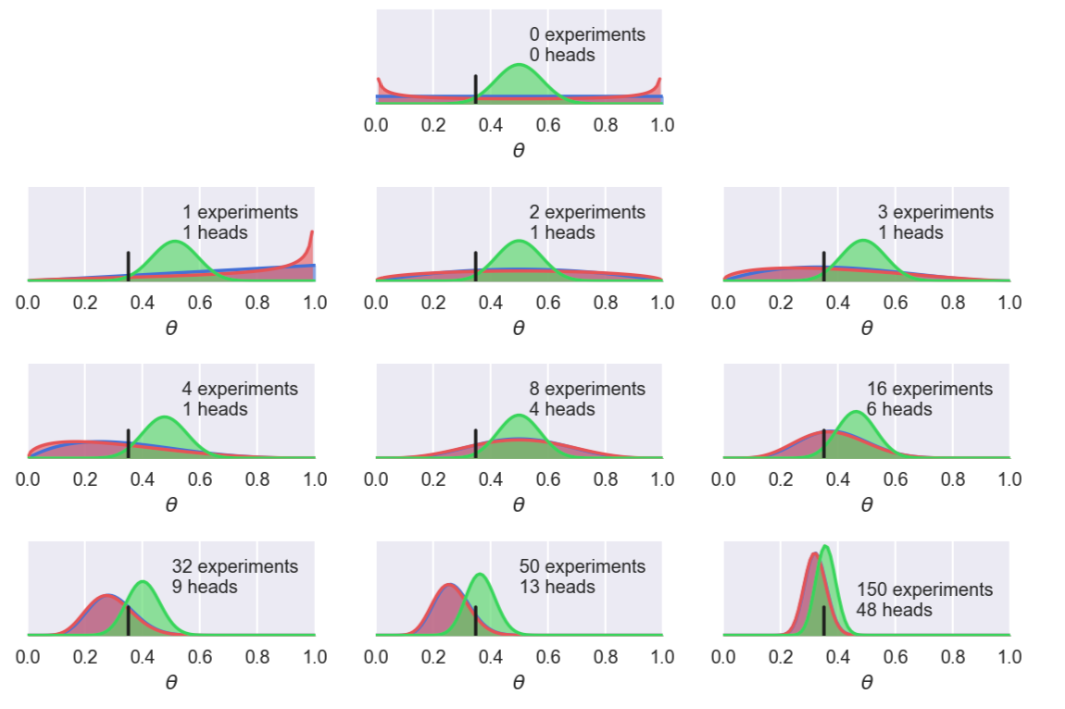 0 experiments
0 heads
0.0 0.2 0.4 0.6 0.8 1.0
θ
1 experiments
1 heads
0.0 0.2 0.4 0.6 0.8 1.0
θ
2 experiments
1 heads
0.0 0.2 0.4 0.6 0.8 1.0
θ
3 experiments
1 heads
0.0 0.2 0.4 0.6 0.8 1.0
θ
4 experiments
1 heads
0.0 0.2 0.4 0.6 0.8 1.0
θ
8 experiments
4 heads
0.0 0.2 0.4 0.6 0.8 1.0
θ
16 experiments
6 heads
0.0 0.2 0.4 0.6 0.8 1.0
θ
32 experiments
9 heads
0.0 0.2 0.4 0.6 0.8 1.0
θ
50 experiments
13 heads
0.0 0.2 0.4 0.6 0.8 1.0
θ
150 experiments
48 heads
0.0 0.2 0.4 0.6 0.8 1.0
θ